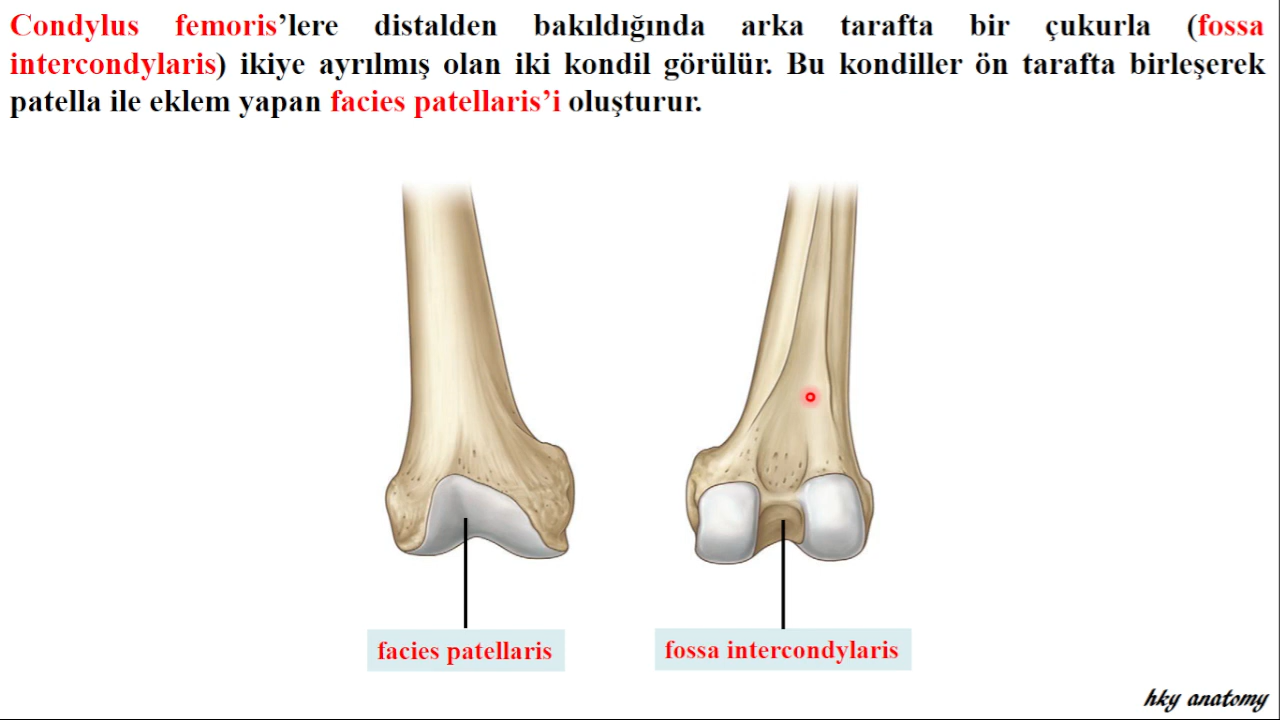 Condylus femoris’lere distalden bakıldığında arka tarafta bir çukurla (fossa
intercondylaris) ikiye ayrılmış olan iki kondil görülür. Bu kondiller ön tarafta birleşerek
patella ile eklem yapan facies patellaris’i oluşturur.
facies patellaris
fossa intercondylaris
hky anatomy